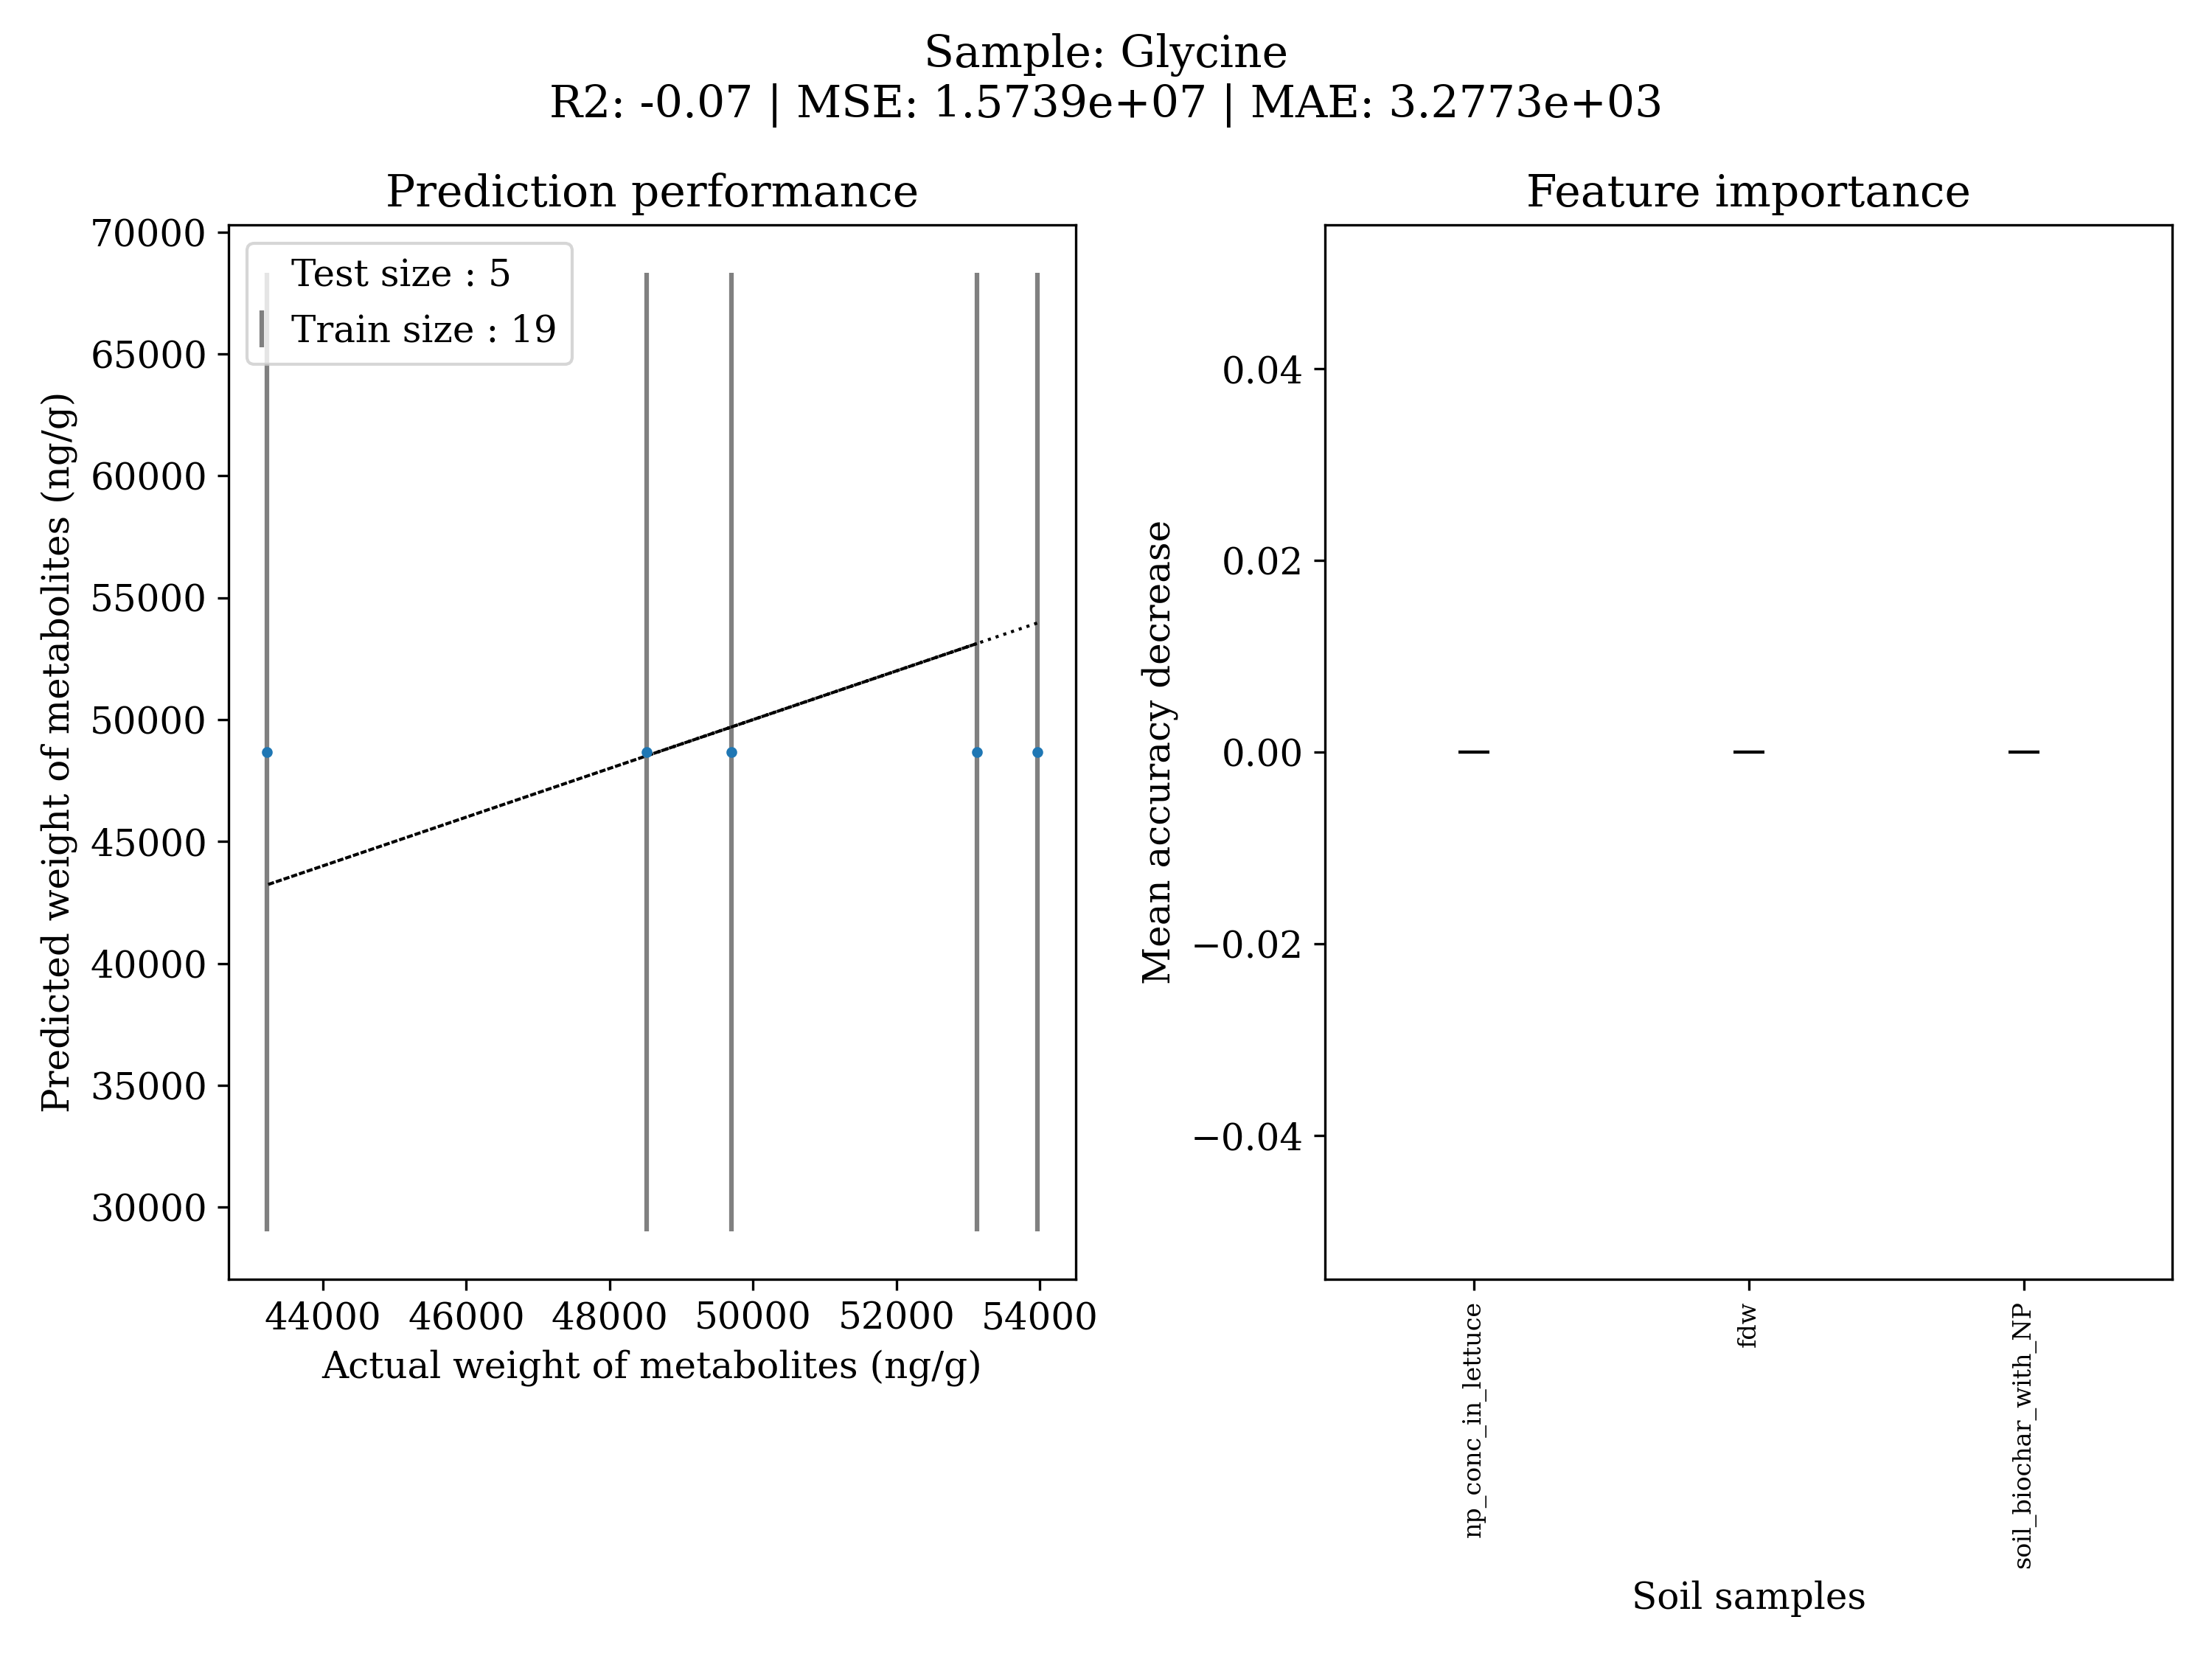 Sample: Glycine
R2: -0.07 | MSE: 1.5739e+07 | MAE: 3.2773e+03
Prediction performance
Test size : 5
Train size : 19
70000
65000
60000
55000
50000
45000
40000
35000
30000
Predicted weight of metabolites (ng/g)
44000 46000 48000 50000 52000 54000
Actual weight of metabolites (ng/g)
Feature importance
0.04
0.02
0.00
−0.02
−0.04
Mean accuracy decrease
np_conc_in_lettuce
fdw
soil_biochar_with_NP
Soil samples